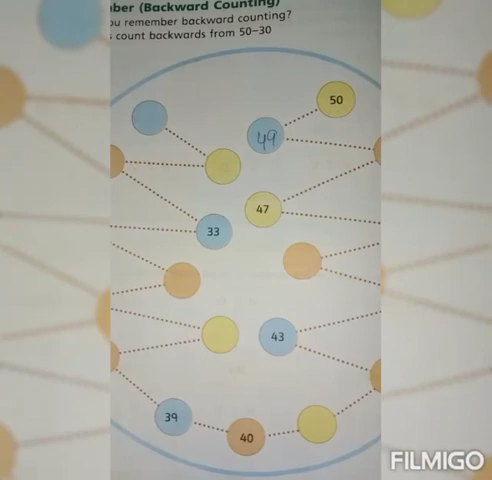 ber (Backward Counting)
ou remember backward counting?
count backwards from 50-30
50
49
47
33
43
39
40
FILMIGO